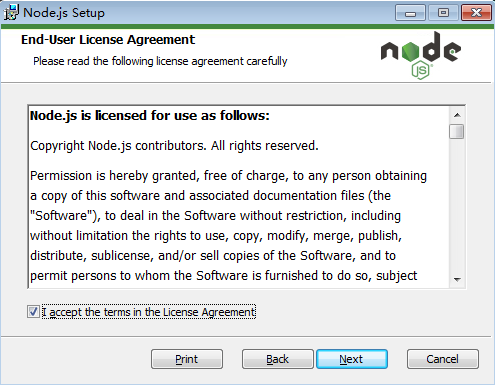 Node.js Setup
End-User License Agreement
Please read the following license agreement carefully
node
JS
Node.js is licensed for use as follows:
Copyright Node.js contributors. All rights reserved.
Permission is hereby granted, free of charge, to any person obtaining
a copy of this software and associated documentation files (the
"Software"), to deal in the Software without restriction, including
without limitation the rights to use, copy, modify, merge, publish,
distribute, sublicense, and/or sell copies of the Software, and to
permit persons to whom the Software is furnished to do so, subject
I accept the terms in the License Agreement
Print
Back
Next
Cancel